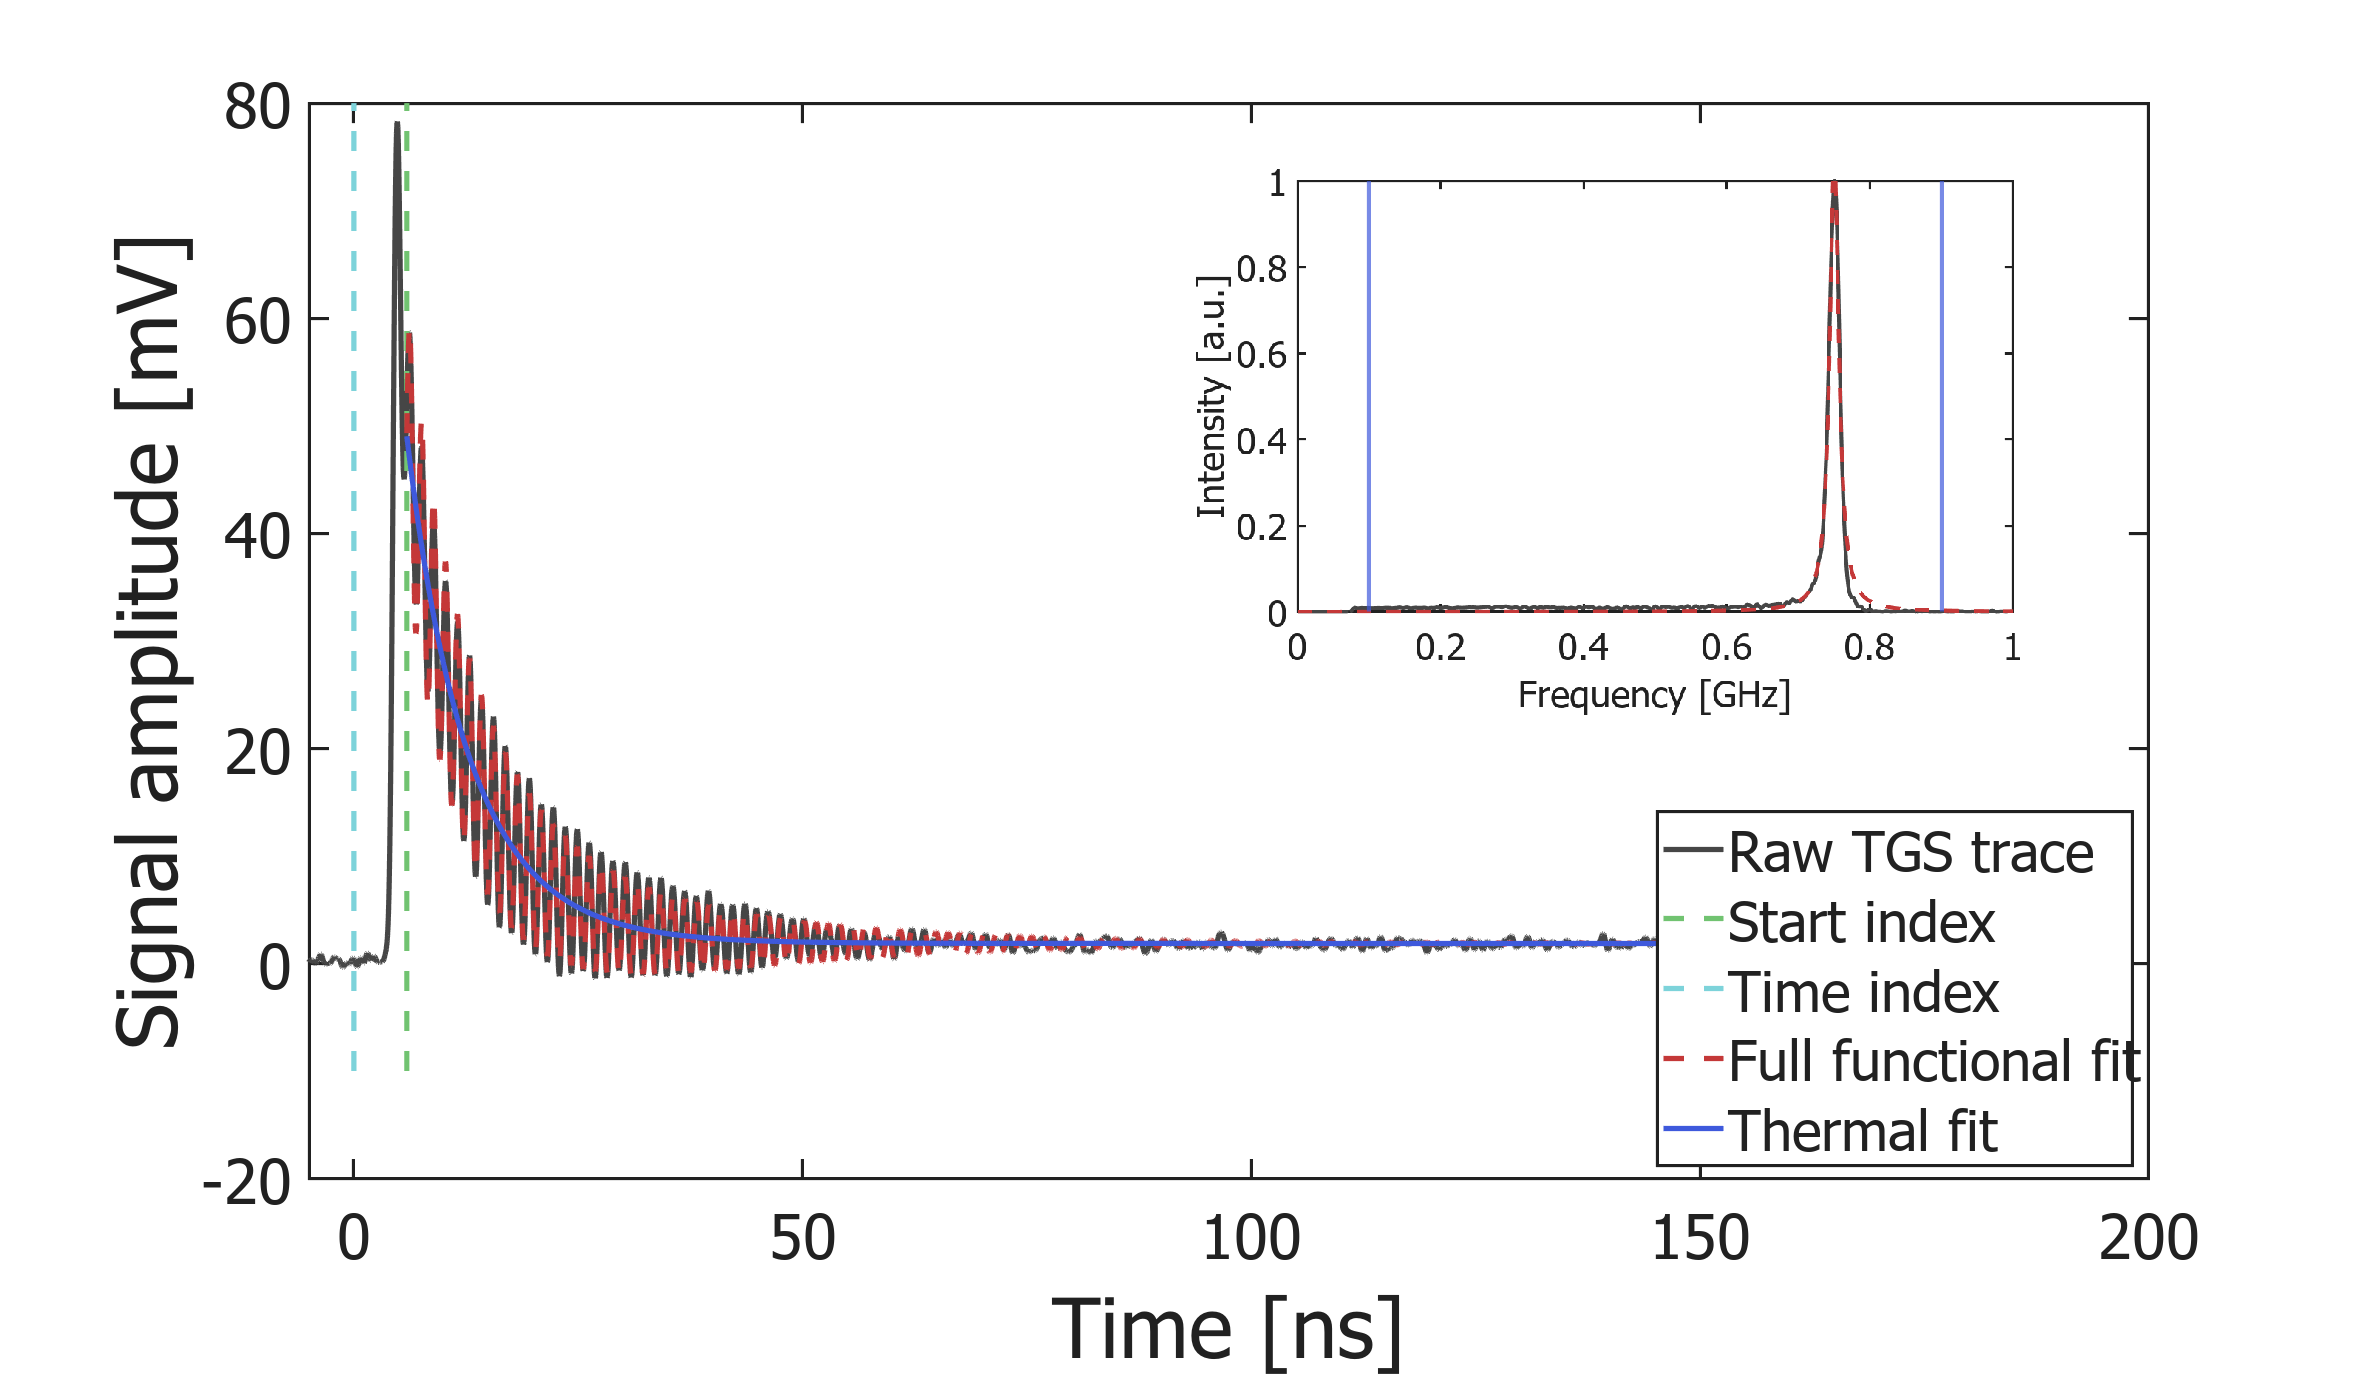 Signal amplitude [mV]
80
60
40
20
0
-20
0 50 100 150 200
Time [ns]
Intensity [a.u.]
1
0.8
0.6
0.4
0.2
0
0 0.2 0.4 0.6 0.8 1
Frequency [GHz]
Raw TGS trace
Start index
Time index
Full functional fit
Thermal fit